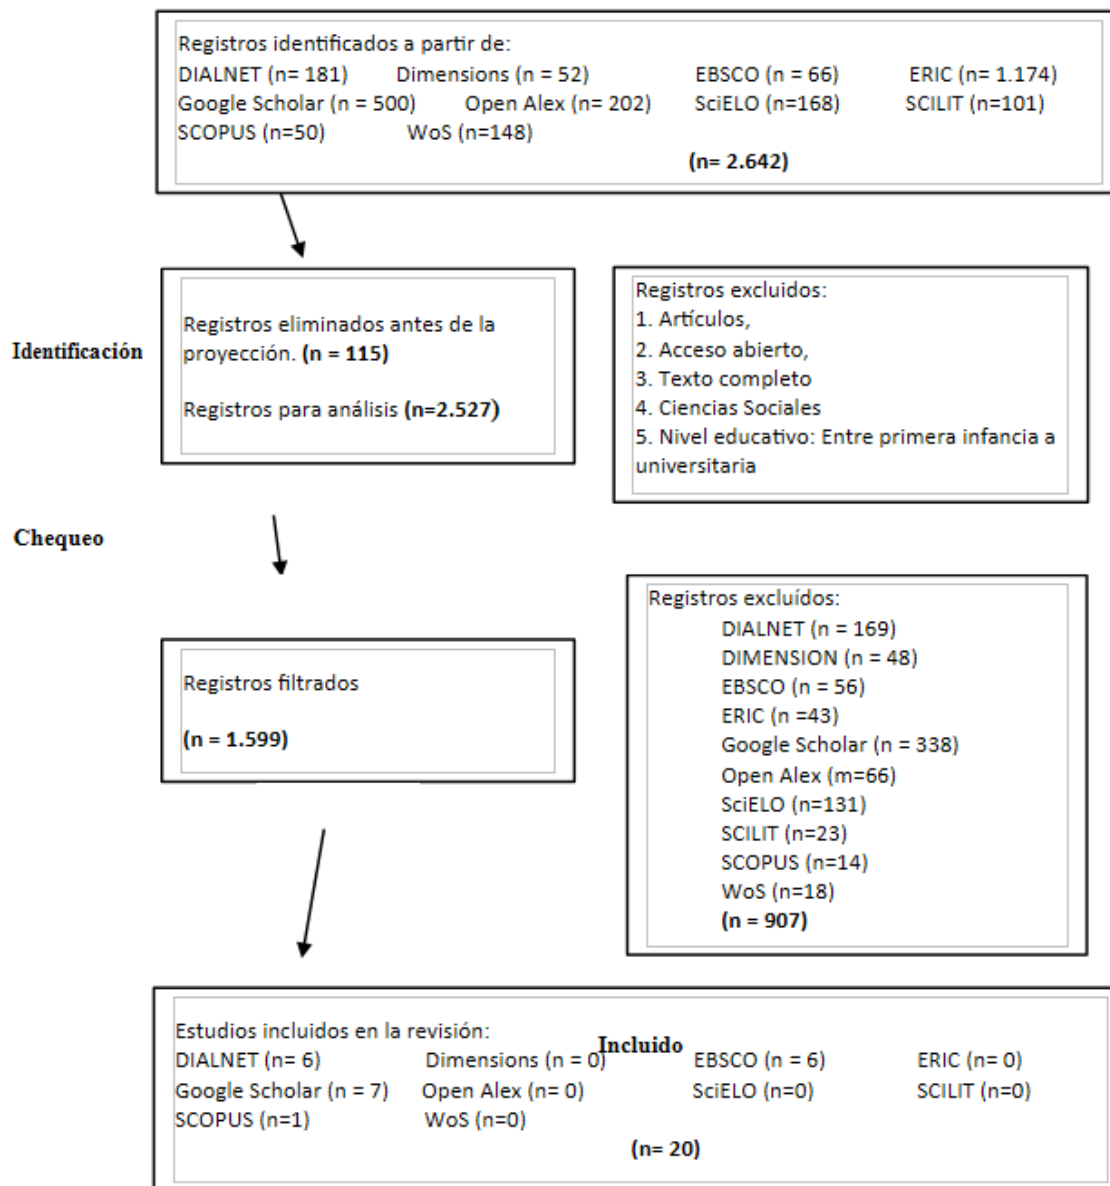 Registros identificados a partir de:
DIALNET (n= 181) Dimensions (n = 52) EBSCO (n = 66) ERIC (n= 1.174)
Google Scholar (n = 500) Open Alex (n= 202) SciELO (n=168) SCILIT (n=101)
SCOPUS (n=50) WoS (n=148)
(n= 2.642)
Identificación
Registros eliminados antes de la
proyección. (n = 115)
Registros para análisis (n=2.527)
Registros excluidos:
1. Artículos,
2. Acceso abierto,
3. Texto completo
4. Ciencias Sociales
5. Nivel educativo: Entre primera infancia a
universitaria
Chequeo
Registros filtrados
(n = 1.599)
Registros excluídos:
DIALNET (n = 169)
DIMENSION (n = 48)
EBSCO (n = 56)
ERIC (n =43)
Google Scholar (n = 338)
Open Alex (m=66)
SciELO (n=131)
SCILIT (n=23)
SCOPUS (n=14)
WoS (n=18)
(n = 907)
Estudios incluidos en la revisión:
Incluido
DIALNET (n= 6) Dimensions (n = 0) EBSCO (n = 6) ERIC (n= 0)
Google Scholar (n = 7) Open Alex (n= 0) SciELO (n=0) SCILIT (n=0)
SCOPUS (n=1) WoS (n=0)
(n= 20)